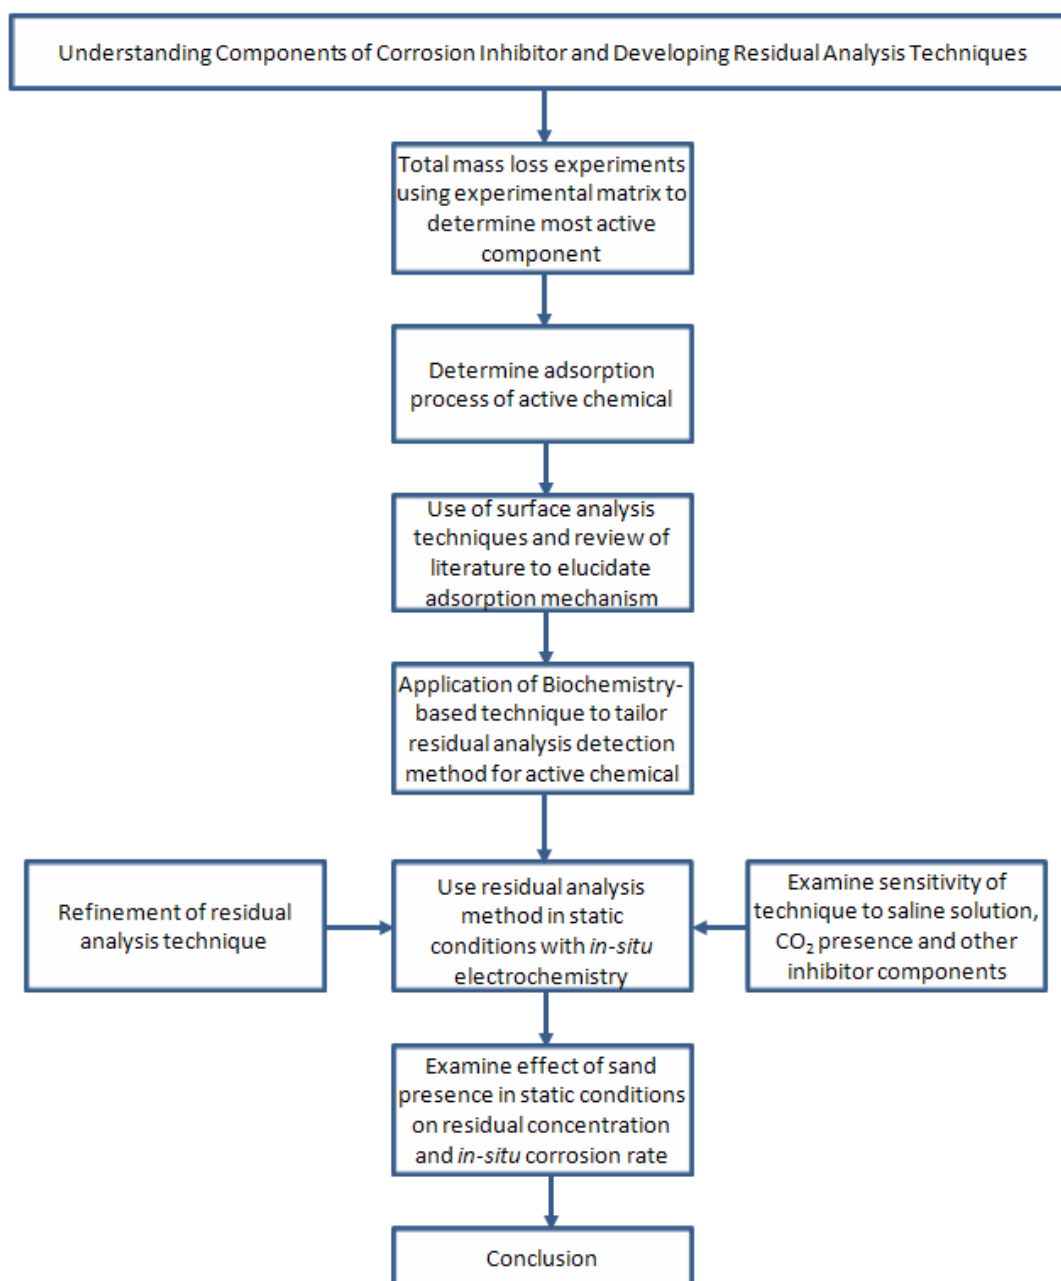 Understanding Components of Corrosion Inhibitor and Developing Residual Analysis Techniques
Total mass loss experiments
using experimental matrix to
determine most active
component
Determine adsorption
process of active chemical
Use of surface analysis
techniques and review of
literature to elucidate
adsorption mechanism
Application of Biochemistry-
based technique to tailor
residual analysis detection
method for active chemical
Refinement of residual
analysis technique
Use residual analysis
method in static
conditions with in-situ
electrochemistry
Examine sensitivity of
technique to saline solution,
CO₂ presence and other
inhibitor components
Examine effect of sand
presence in static conditions
on residual concentration
and in-situ corrosion rate
Conclusion